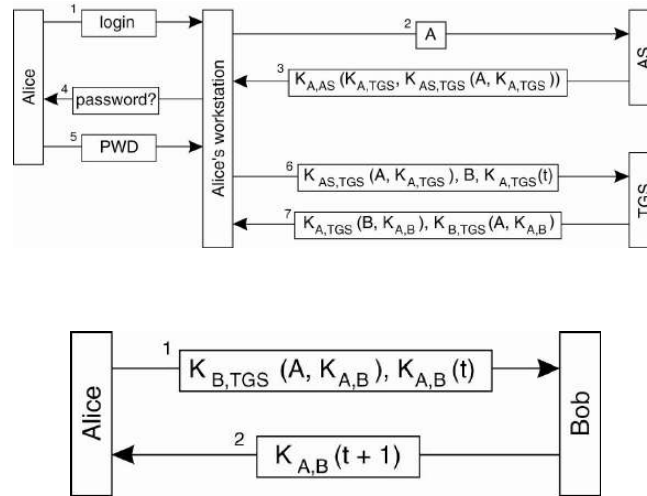 Alice
1 login
4 password?
5 PWD
Alice's workstation
2 A
3 K_A,AS (K_A,TGS, K_AS,TGS (A, K_A,TGS))
AS
6 K_AS,TGS (A, K_A,TGS), B, K_A,TGS(t)
7 K_A,TGS(B, K_A,B), K_B,TGS(A, K_A,B)
TGS
Alice
1 K_B,TGS (A, K_A,B), K_A,B(t)
2 K_A,B(t + 1)
Bob